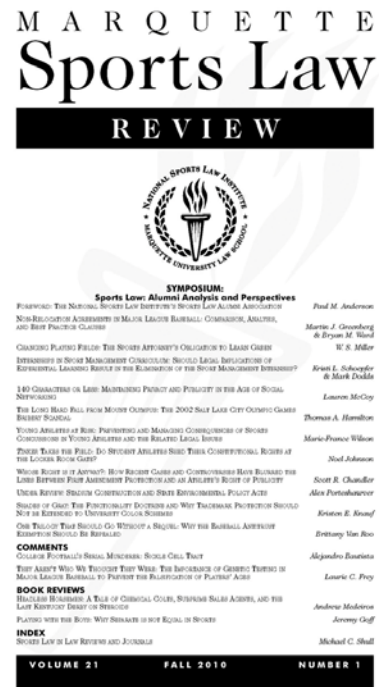 MARQUETTE
Sports Law
REVIEW
NATIONAL SPORTS LAW INSTITUTE
MARQUETTE UNIVERSITY LAW SCHOOL
SYMPOSIUM:
Sports Law: Alumni Analysis and Perspectives
FOREWORD: THE NATIONAL SPORTS LAW INSTITUTE'S SPORTS LAW ALUMNI ASSOCIATION Paul M. Anderson
NON-RELOCATION AGREEMENTS IN MAJOR LEAGUE BASEBALL: COMPARISON, ANALYSIS,
AND BEST PRACTICE CLAUSES Martin J. Greenberg
& Bryan M. Ward
CHANGING PLAYING FIELDS: THE SPORTS ATTORNEY'S OBLIGATION TO LEARN GREEN W. S. Miller
INTERNSHIPS IN SPORT MANAGEMENT CURRICULUM: SHOULD LEGAL IMPLICATIONS OF
EXPERIENTIAL LEARNING RESULT IN THE ELIMINATION OF THE SPORT MANAGEMENT INTERNSHIP? Kristi L. Schoepfer
& Mark Dodds
140 CHARACTERS OR LESS: MAINTAINING PRIVACY AND PUBLICITY IN THE AGE OF SOCIAL
NETWORKING Lauren McCoy
THE LONG HARD FALL FROM MOUNT OLYMPUS: THE 2002 SALT LAKE CITY OLYMPIC GAMES
BRIBERY SCANDAL Thomas A. Hamilton
YOUNG ATHLETES AT RISK: PREVENTING AND MANAGING CONSEQUENCES OF SPORTS
CONCUSSIONS IN YOUNG ATHLETES AND THE RELATED LEGAL ISSUES Marie-France Wilson
TINKER TAKES THE FIELD: DO STUDENT ATHLETES SHED THEIR CONSTITUTIONAL RIGHTS AT
THE LOCKER ROOM GATE? Noel Johnson
WHOSE RIGHT IS IT ANYWAY?: HOW RECENT CASES AND CONTROVERSIES HAVE BLURRED THE
LINES BETWEEN FIRST AMENDMENT PROTECTION AND AN ATHLETE'S RIGHT OF PUBLICITY Scott R. Chandler
UNDER REVIEW: STADIUM CONSTRUCTION AND STATE ENVIRONMENTAL POLICY ACTS Alex Porteshawver
SHADES OF GRAY: THE FUNCTIONALITY DOCTRINE AND WHY TRADEMARK PROTECTION SHOULD
NOT BE EXTENDED TO UNIVERSITY COLOR SCHEMES Kristen E. Knauf
ONE TRILOGY THAT SHOULD GO WITHOUT A SEQUEL: WHY THE BASEBALL ANTITRUST
EXEMPTION SHOULD BE REPEALED Brittany Van Roo
COMMENTS
COLLEGE FOOTBALL'S SERIAL MURDERER: SICKLE CELL TRAIT Alejandro Bautista
THEY AREN'T WHO WE THOUGHT THEY WERE: THE IMPORTANCE OF GENETIC TESTING IN
MAJOR LEAGUE BASEBALL TO PREVENT THE FALSIFICATION OF PLAYERS' AGES Laurie C. Frey
BOOK REVIEWS
HEADLESS HORSEMEN: A TALE OF CHEMICAL COLTS, SUBPRIME SALES AGENTS, AND THE
LAST KENTUCKY DERBY ON STEROIDS Andrew Medeiros
PLAYING WITH THE BOYS: WHY SEPARATE IS NOT EQUAL IN SPORTS Jeremy Goff
INDEX
SPORTS LAW IN LAW REVIEWS AND JOURNALS Michael C. Shull
VOLUME 21 FALL 2010 NUMBER 1